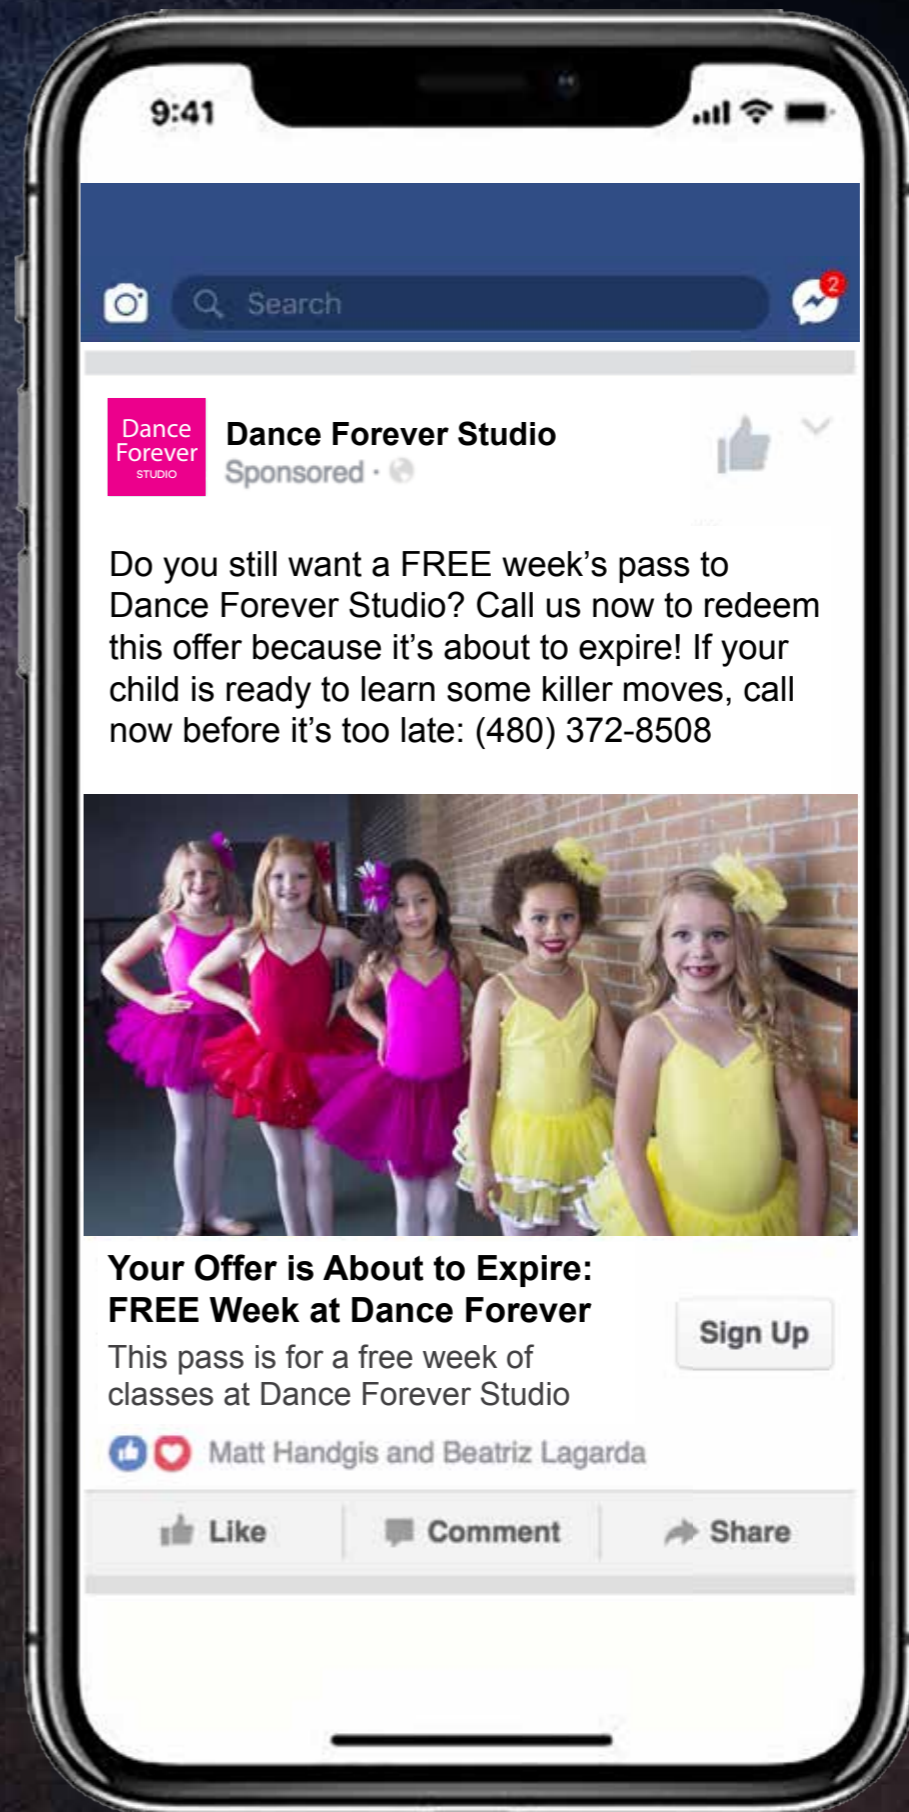 9:41
Search
2
Dance
Forever
STUDIO
Dance Forever Studio
Sponsored ·
Do you still want a FREE week’s pass to
Dance Forever Studio? Call us now to redeem
this offer because it’s about to expire! If your
child is ready to learn some killer moves, call
now before it’s too late: (480) 372-8508
Your Offer is About to Expire:
FREE Week at Dance Forever
This pass is for a free week of
classes at Dance Forever Studio
Sign Up
Matt Handgis and Beatriz Lagarda
Like
Comment
Share